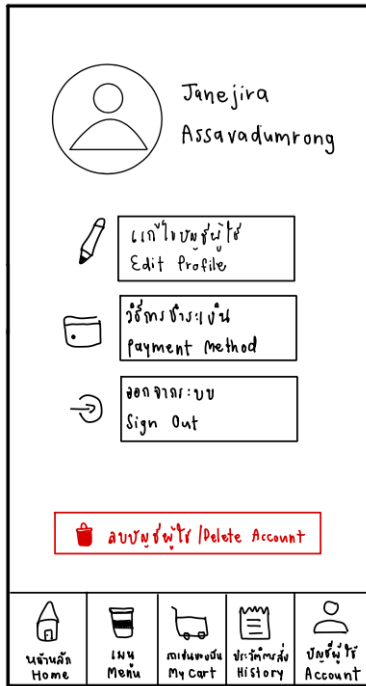 Janejira
Assavadumrong
แก้ไขบัญชีผู้ใช้
Edit Profile
วิธีการชำระเงิน
Payment Method
ออกจากระบบ
Sign Out
ลบบัญชีผู้ใช้ /Delete Account
หน้าหลัก
Home
เมนู
Menu
รถเข็นของฉัน
My Cart
ประวัติการสั่ง
History
บัญชีผู้ใช้
Account